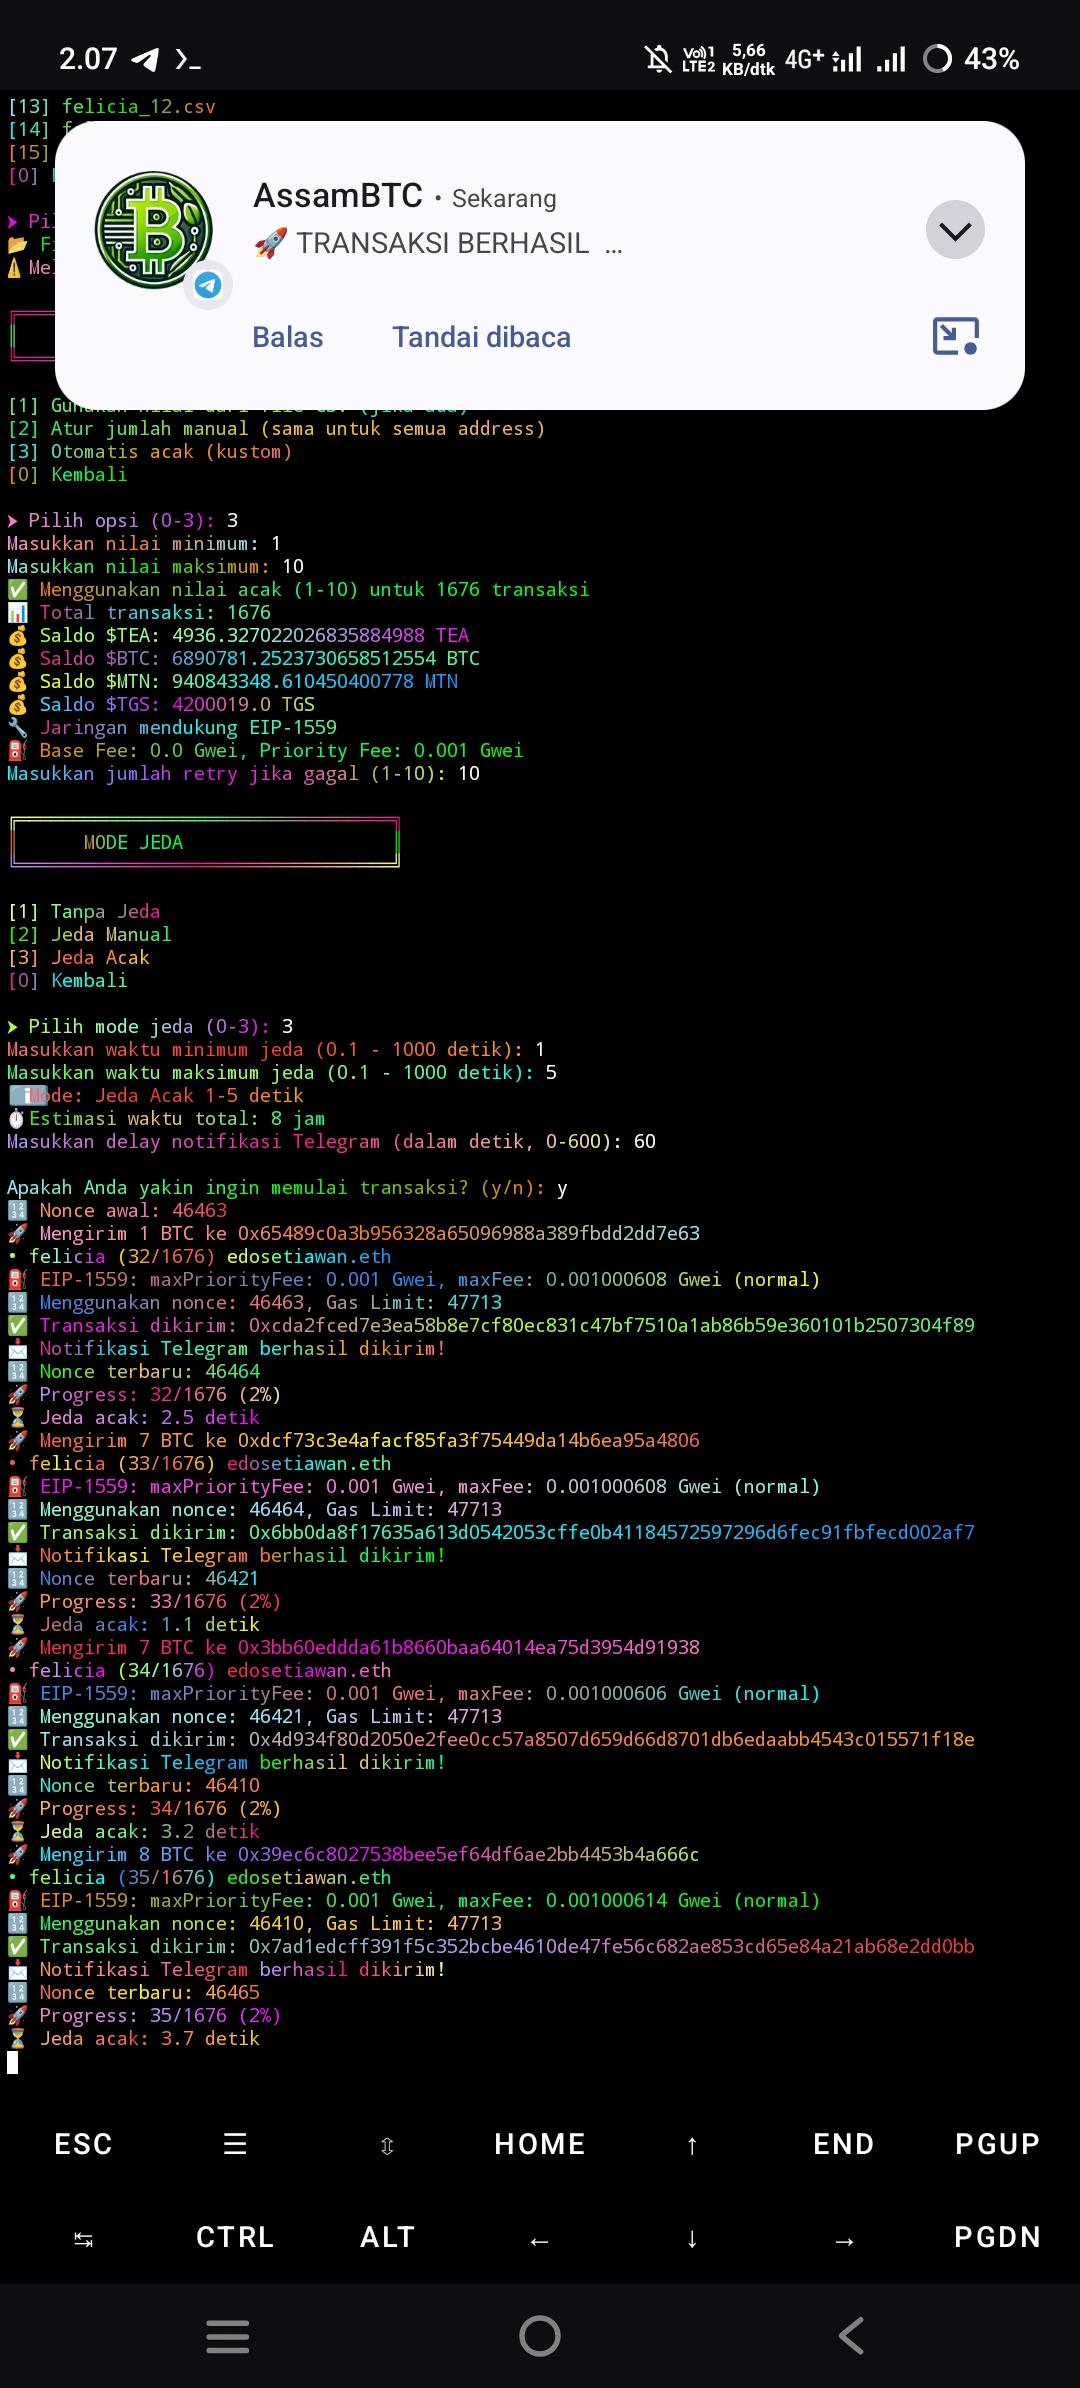 2.07
Vo)) 1
LTE2
5,66
KB/dtk
4G+
43%
[13] felicia_12.csv
[14] f
[15]
[0]
AssamBTC • Sekarang
🚀 TRANSAKSI BERHASIL ...
Balas
Tandai dibaca
➤ Pil
📂 F
⚠️ Mel
[1] Gunakan nilai dari file CSV (jika ada)
[2] Atur jumlah manual (sama untuk semua address)
[3] Otomatis acak (kustom)
[0] Kembali
➤ Pilih opsi (0-3): 3
Masukkan nilai minimum: 1
Masukkan nilai maksimum: 10
✅ Menggunakan nilai acak (1-10) untuk 1676 transaksi
📊 Total transaksi: 1676
💰 Saldo $TEA: 4936.327022026835884988 TEA
💰 Saldo $BTC: 6890781.2523730658512554 BTC
💰 Saldo $MTN: 940843348.610450400778 MTN
💰 Saldo $TGS: 4200019.0 TGS
🔧 Jaringan mendukung EIP-1559
⛽ Base Fee: 0.0 Gwei, Priority Fee: 0.001 Gwei
Masukkan jumlah retry jika gagal (1-10): 10
MODE JEDA
[1] Tanpa Jeda
[2] Jeda Manual
[3] Jeda Acak
[0] Kembali
➤ Pilih mode jeda (0-3): 3
Masukkan waktu minimum jeda (0.1 - 1000 detik): 1
Masukkan waktu maksimum jeda (0.1 - 1000 detik): 5
ℹ️ Mode: Jeda Acak 1-5 detik
⏱️ Estimasi waktu total: 8 jam
Masukkan delay notifikasi Telegram (dalam detik, 0-600): 60
Apakah Anda yakin ingin memulai transaksi? (y/n): y
🔢 Nonce awal: 46463
🚀 Mengirim 1 BTC ke 0x65489c0a3b956328a65096988a389fbdd2dd7e63
• felicia (32/1676) edosetiawan.eth
⛽ EIP-1559: maxPriorityFee: 0.001 Gwei, maxFee: 0.001000608 Gwei (normal)
🔢 Menggunakan nonce: 46463, Gas Limit: 47713
✅ Transaksi dikirim: 0xcda2fced7e3ea58b8e7cf80ec831c47bf7510a1ab86b59e360101b2507304f89
📩 Notifikasi Telegram berhasil dikirim!
🔢 Nonce terbaru: 46464
🚀 Progress: 32/1676 (2%)
⏳ Jeda acak: 2.5 detik
🚀 Mengirim 7 BTC ke 0xdcf73c3e4afacf85fa3f75449da14b6ea95a4806
• felicia (33/1676) edosetiawan.eth
⛽ EIP-1559: maxPriorityFee: 0.001 Gwei, maxFee: 0.001000608 Gwei (normal)
🔢 Menggunakan nonce: 46464, Gas Limit: 47713
✅ Transaksi dikirim: 0x6bb0da8f17635a613d0542053cffe0b41184572597296d6fec91fbfecd002af7
📩 Notifikasi Telegram berhasil dikirim!
🔢 Nonce terbaru: 46421
🚀 Progress: 33/1676 (2%)
⏳ Jeda acak: 1.1 detik
🚀 Mengirim 7 BTC ke 0x3bb60eddda61b8660baa64014ea75d3954d91938
• felicia (34/1676) edosetiawan.eth
⛽ EIP-1559: maxPriorityFee: 0.001 Gwei, maxFee: 0.001000606 Gwei (normal)
🔢 Menggunakan nonce: 46421, Gas Limit: 47713
✅ Transaksi dikirim: 0x4d934f80d2050e2fee0cc57a8507d659d66d8701db6edaabb4543c015571f18e
📩 Notifikasi Telegram berhasil dikirim!
🔢 Nonce terbaru: 46410
🚀 Progress: 34/1676 (2%)
⏳ Jeda acak: 3.2 detik
🚀 Mengirim 8 BTC ke 0x39ec6c8027538bee5ef64df6ae2bb4453b4a666c
• felicia (35/1676) edosetiawan.eth
⛽ EIP-1559: maxPriorityFee: 0.001 Gwei, maxFee: 0.001000614 Gwei (normal)
🔢 Menggunakan nonce: 46410, Gas Limit: 47713
✅ Transaksi dikirim: 0x7ad1edcff391f5c352bcbe4610de47fe56c682ae853cd65e84a21ab68e2dd0bb
📩 Notifikasi Telegram berhasil dikirim!
🔢 Nonce terbaru: 46465
🚀 Progress: 35/1676 (2%)
⏳ Jeda acak: 3.7 detik
ESC ☰ ⇳ HOME ↑ END PGUP
↹ CTRL ALT ← ↓ → PGDN